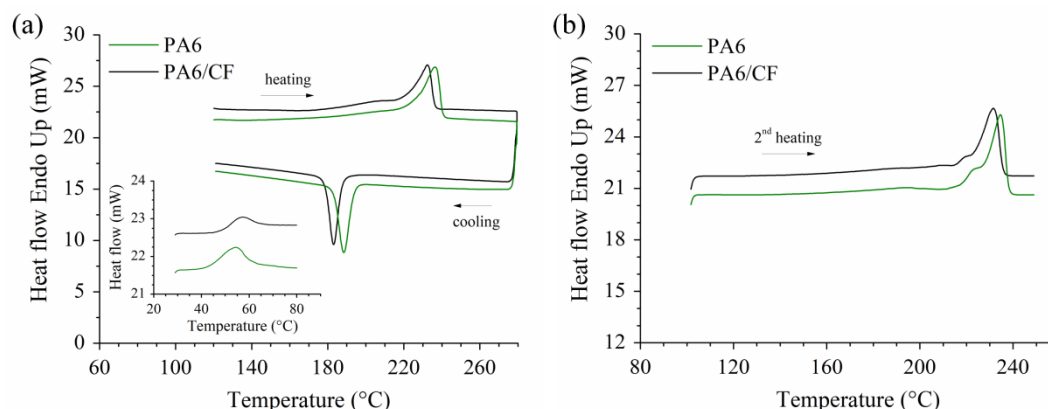 (a)
30
25
20
15
10
5
0
Heat flow Endo Up (mW)
PA6
PA6/CF
heating
cooling
24
23
22
21
Heat flow (mW)
20 40 60 80
Temperature (°C)
60 100 140 180 220 260
Temperature (°C)
(b)
30
27
24
21
18
15
12
Heat flow Endo Up (mW)
PA6
PA6/CF
2nd heating
80 120 160 200 240
Temperature (°C)